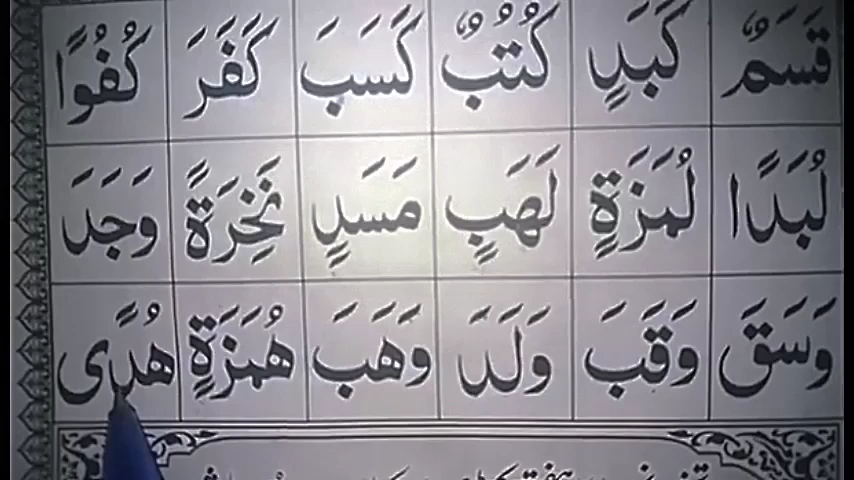 قَسَمٌ كَبَدٍ كُتُبٌ كَسَبَ كَفَرَ كُفُوًا
لُبَدًا لُمَزَةٍ لَهَبٍ مَسَدٍ نَخِرَةً وَجَدَ
وَسَقَ وَقَبَ وَلَدَ وَهَبَ هُمَزَةٍ هُدًى